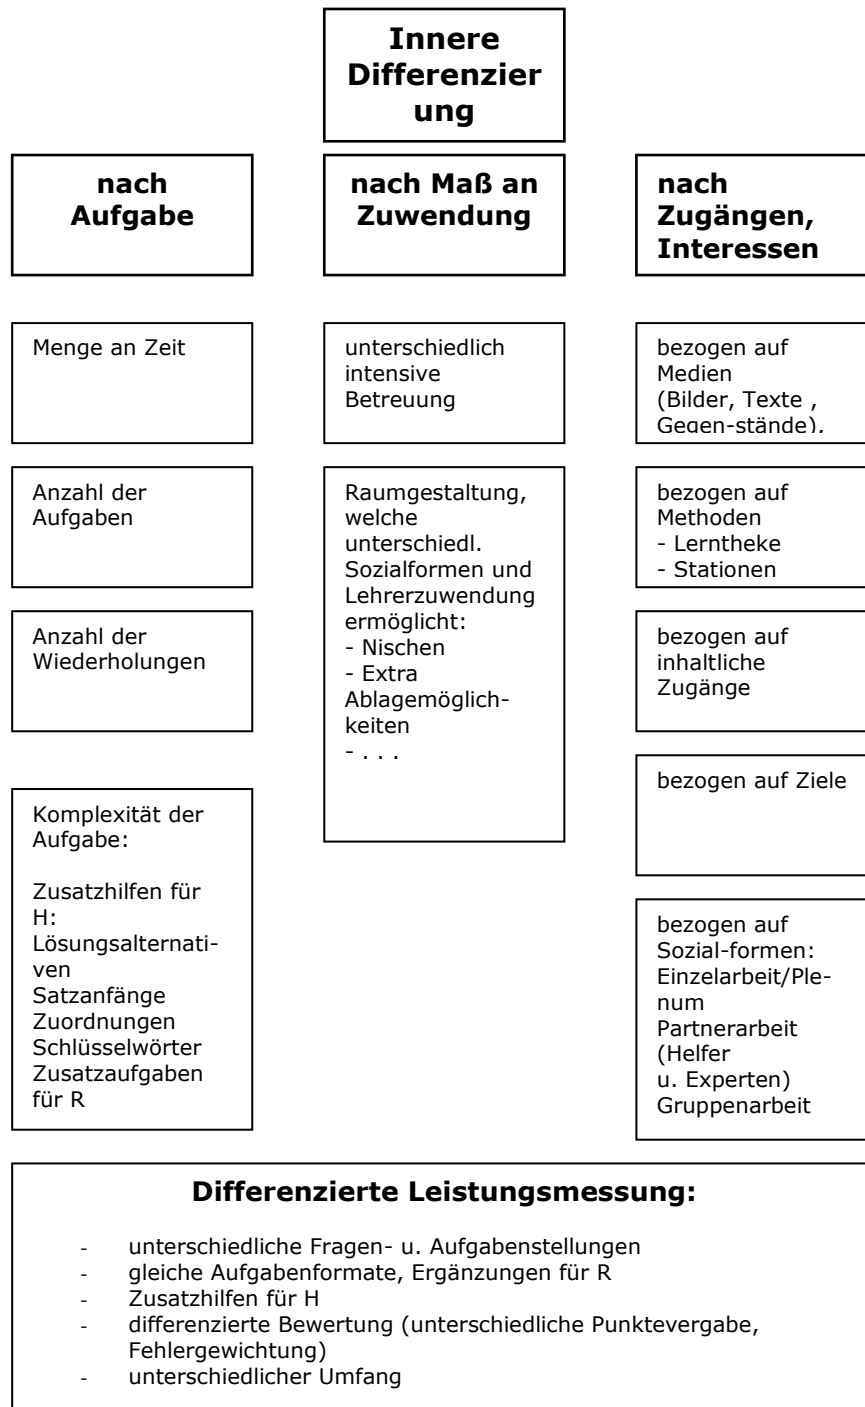 Innere
Differenzier
ung
nach
Aufgabe
nach Maß an
Zuwendung
nach
Zugängen,
Interessen
Menge an Zeit
unterschiedlich
intensive
Betreuung
bezogen auf
Medien
(Bilder, Texte ,
Gegen-stände).
Anzahl der
Aufgaben
Raumgestaltung,
welche
unterschiedl.
Sozialformen und
Lehrerzuwendung
ermöglicht:
- Nischen
- Extra
Ablagemöglich-
keiten
- . . .
bezogen auf
Methoden
- Lerntheke
- Stationen
Anzahl der
Wiederholungen
bezogen auf
inhaltliche
Zugänge
bezogen auf Ziele
Komplexität der
Aufgabe:
Zusatzhilfen für
H:
Lösungsalternati-
ven
Satzanfänge
Zuordnungen
Schlüsselwörter
Zusatzaufgaben
für R
bezogen auf
Sozial-formen:
Einzelarbeit/Ple-
num
Partnerarbeit
(Helfer
u. Experten)
Gruppenarbeit
Differenzierte Leistungsmessung:
- unterschiedliche Fragen- u. Aufgabenstellungen
- gleiche Aufgabenformate, Ergänzungen für R
- Zusatzhilfen für H
- differenzierte Bewertung (unterschiedliche Punktevergabe,
Fehlergewichtung)
- unterschiedlicher Umfang